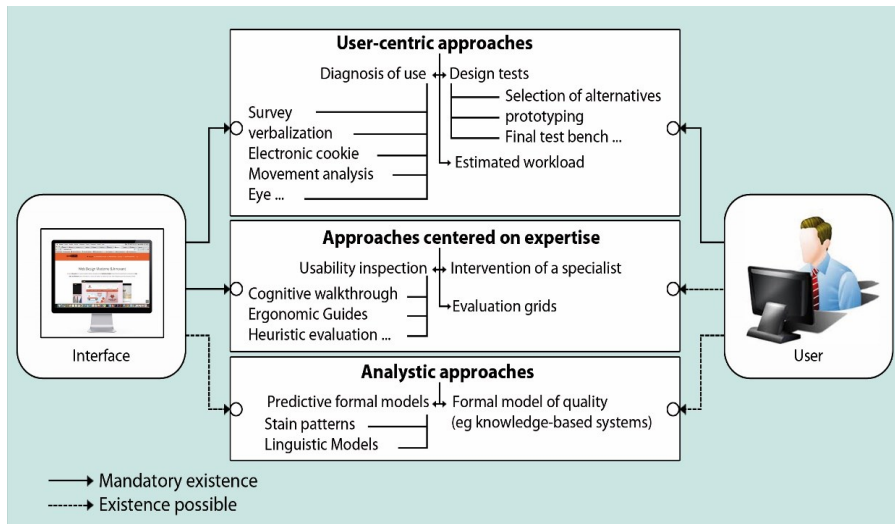 User-centric approaches
Diagnosis of use
Design tests
Survey
verbalization
Electronic cookie
Movement analysis
Eye ...
Selection of alternatives
prototyping
Final test bench ...
Estimated workload
Approaches centered on expertise
Usability inspection
Intervention of a specialist
Cognitive walkthrough
Ergonomic Guides
Heuristic evaluation ...
Evaluation grids
Analytic approaches
Predictive formal models
Formal model of quality
(eg knowledge-based systems)
Stain patterns
Linguistic Models
Interface
User
Mandatory existence
Existence possible